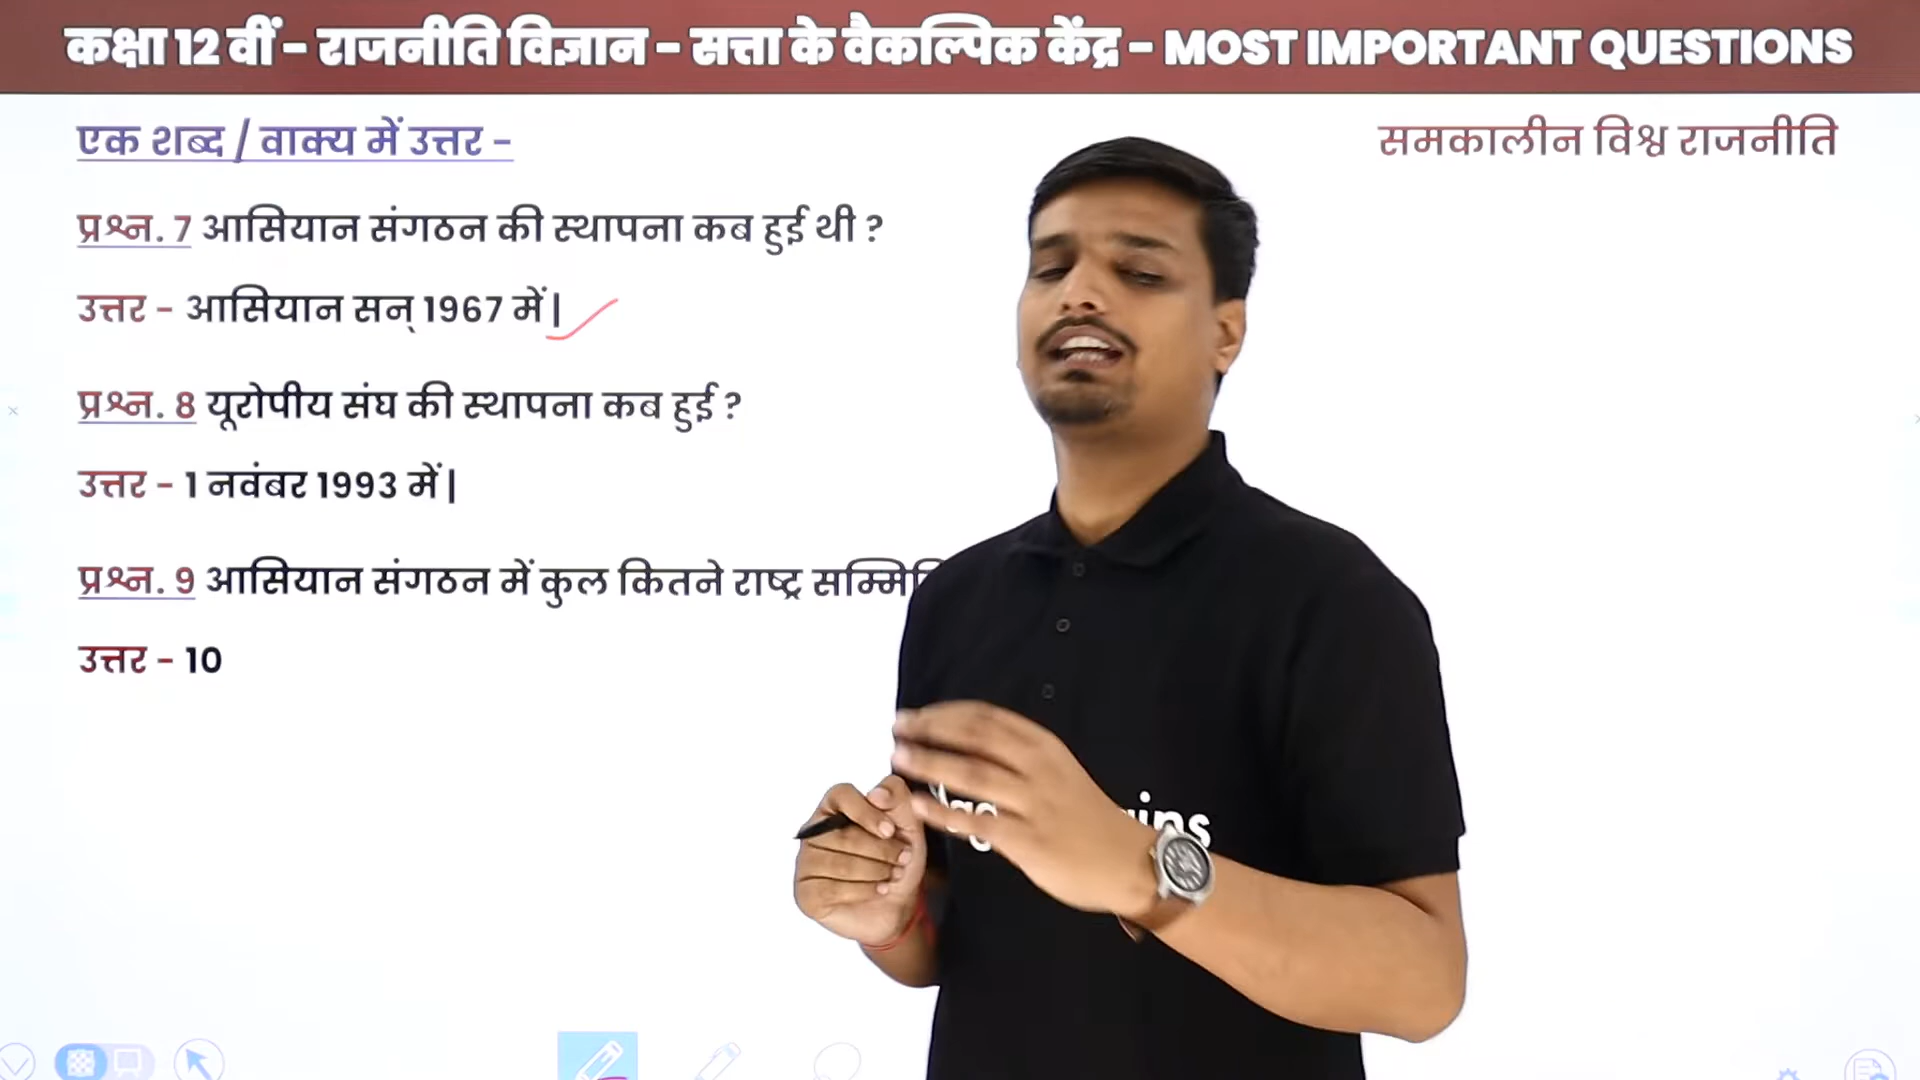 कक्षा 12 वीं - राजनीति विज्ञान - सत्ता के वैकल्पिक केंद्र - MOST IMPORTANT QUESTIONS
एक शब्द / वाक्य में उत्तर -
समकालीन विश्व राजनीति
प्रश्न. 7 आसियान संगठन की स्थापना कब हुई थी ?
उत्तर - आसियान सन् 1967 में |
प्रश्न. 8 यूरोपीय संघ की स्थापना कब हुई ?
उत्तर - 1 नवंबर 1993 में |
प्रश्न. 9 आसियान संगठन में कुल कितने राष्ट्र
उत्तर - 10